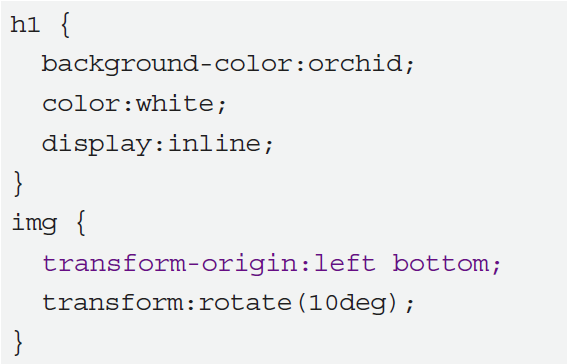 h1 {
  background-color:orchid;
  color:white;
  display:inline;
}
img {
  transform-origin:left bottom;
  transform:rotate(10deg);
}